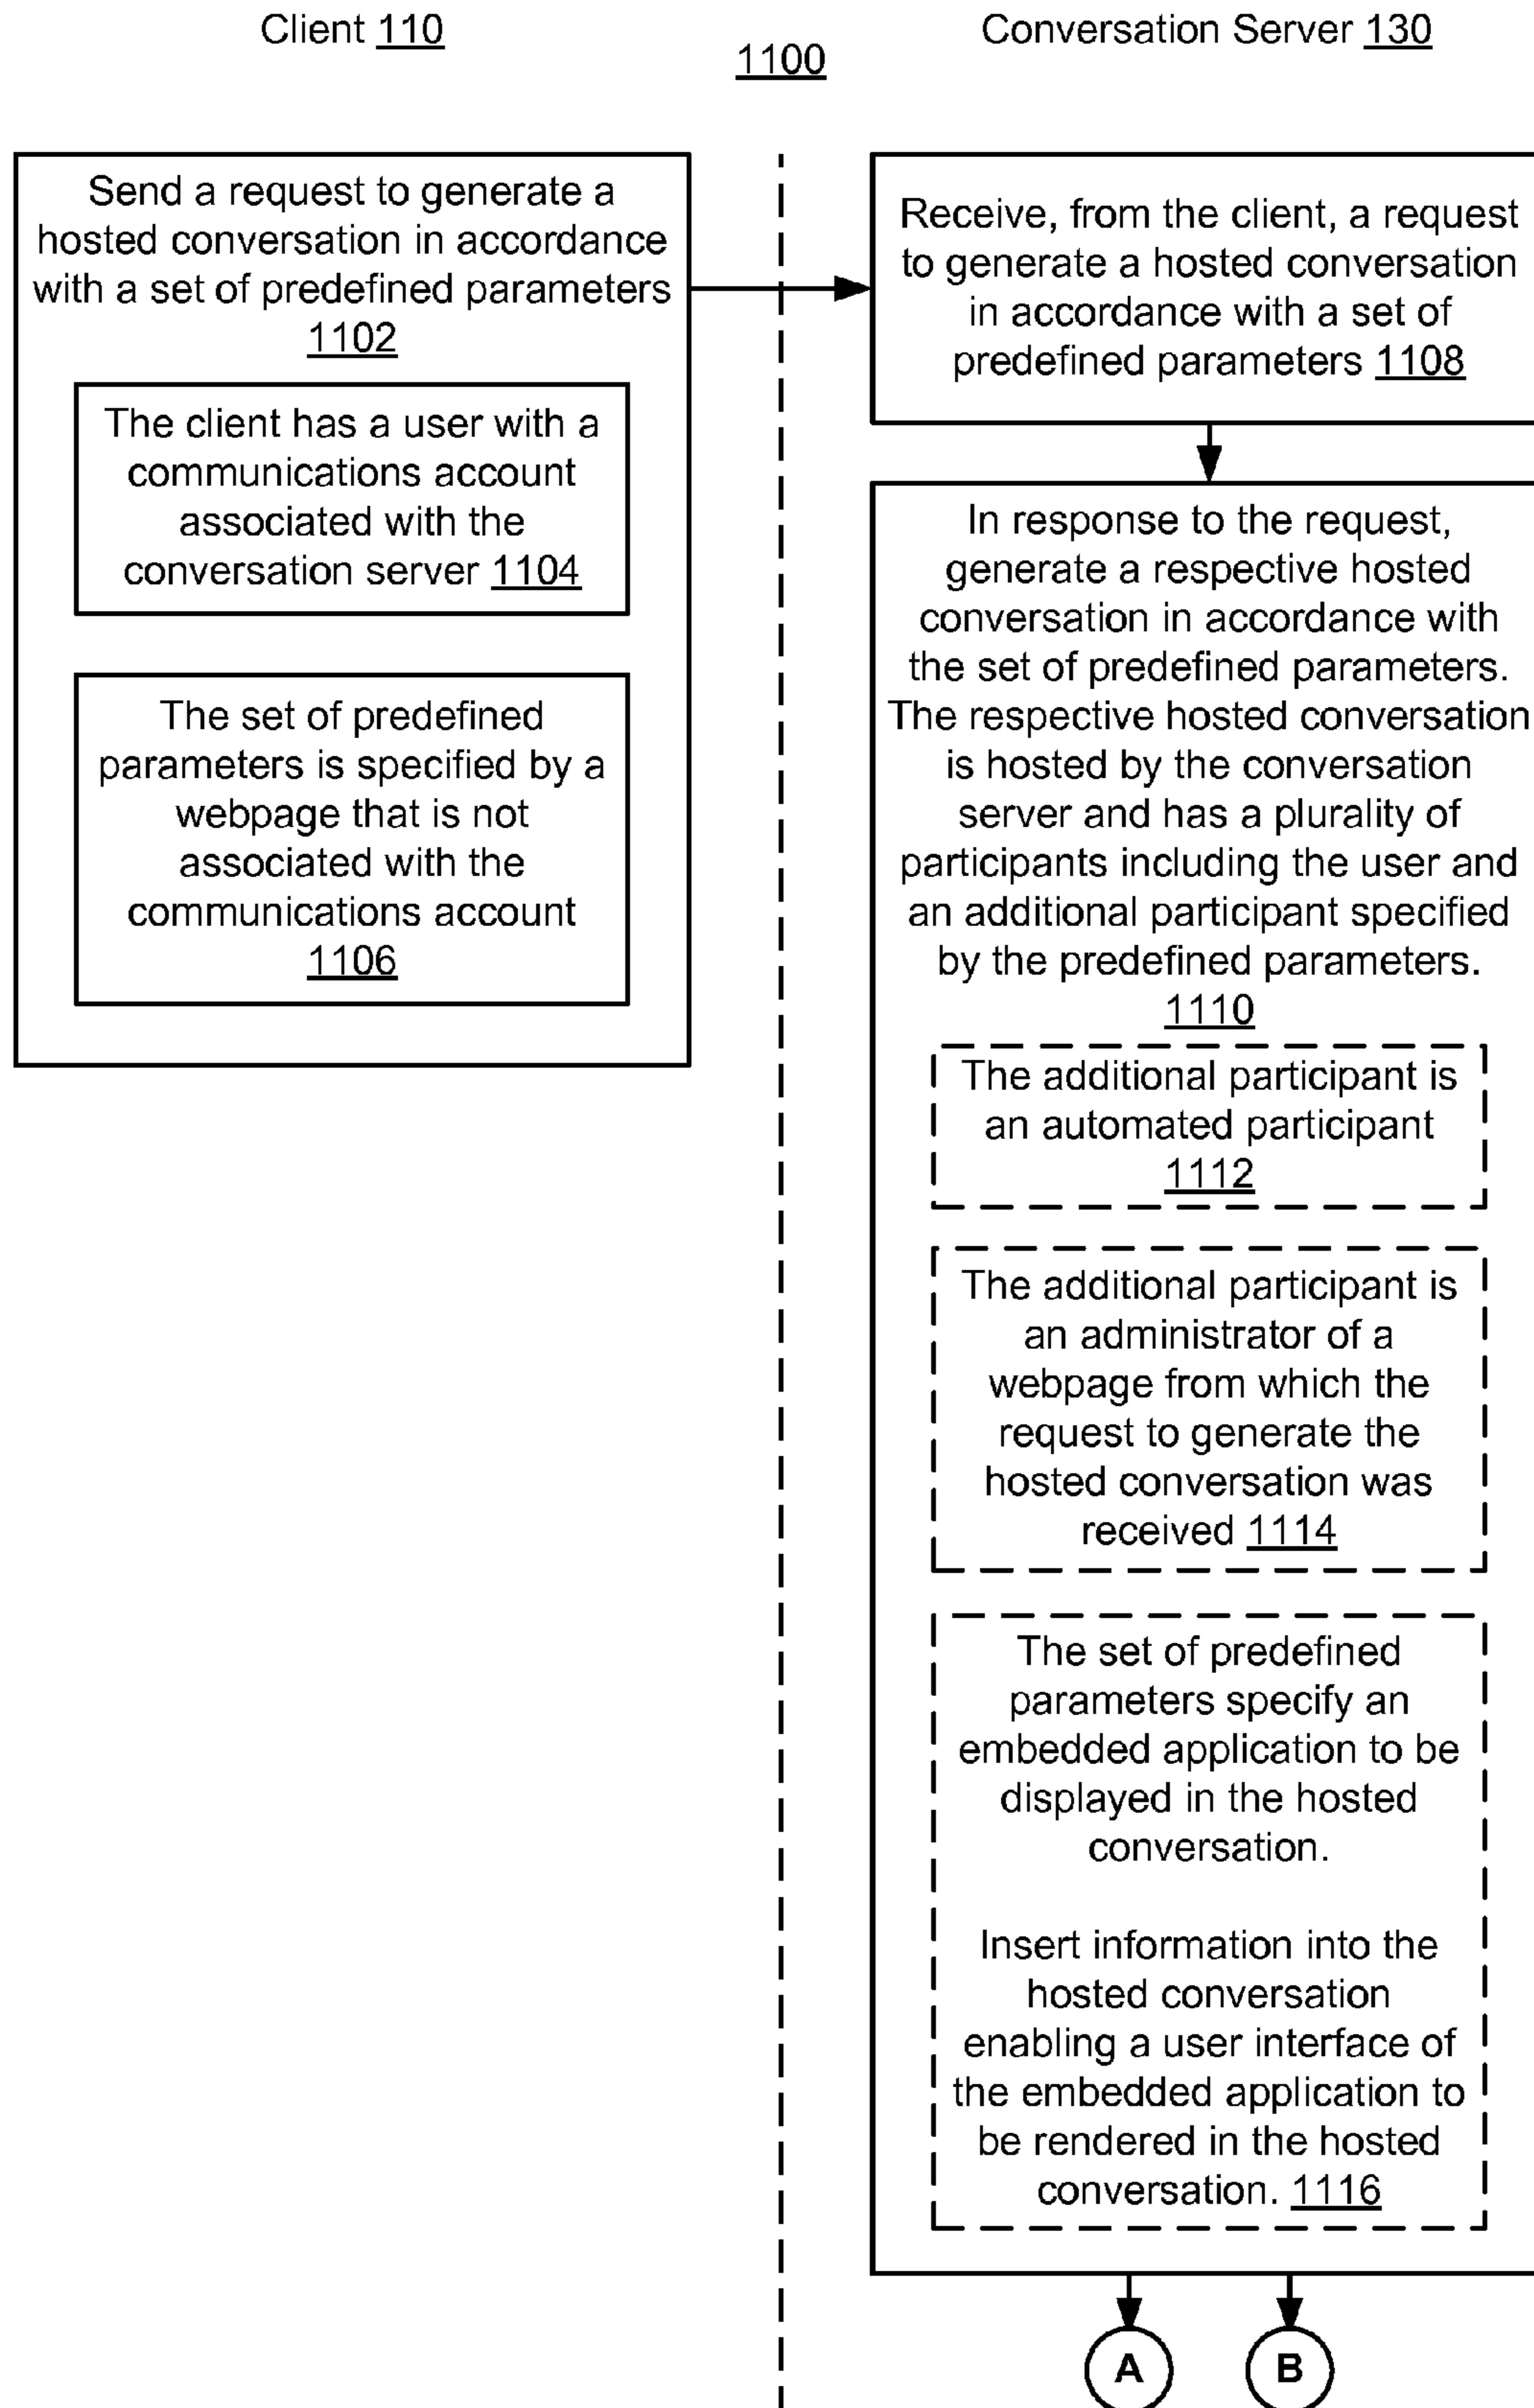 Client 110
Conversation Server 130
1100
Send a request to generate a
hosted conversation in accordance
with a set of predefined parameters
1102
The client has a user with a
communications account
associated with the
conversation server 1104
The set of predefined
parameters is specified by a
webpage that is not
associated with the
communications account
1106
Receive, from the client, a request
to generate a hosted conversation
in accordance with a set of
predefined parameters 1108
In response to the request,
generate a respective hosted
conversation in accordance with
the set of predefined parameters.
The respective hosted conversation
is hosted by the conversation
server and has a plurality of
participants including the user and
an additional participant specified
by the predefined parameters.
1110
The additional participant is
an automated participant
1112
The additional participant is
an administrator of a
webpage from which the
request to generate the
hosted conversation was
received 1114
The set of predefined
parameters specify an
embedded application to be
displayed in the hosted
conversation.
Insert information into the
hosted conversation
enabling a user interface of
the embedded application to
be rendered in the hosted
conversation. 1116
A
B